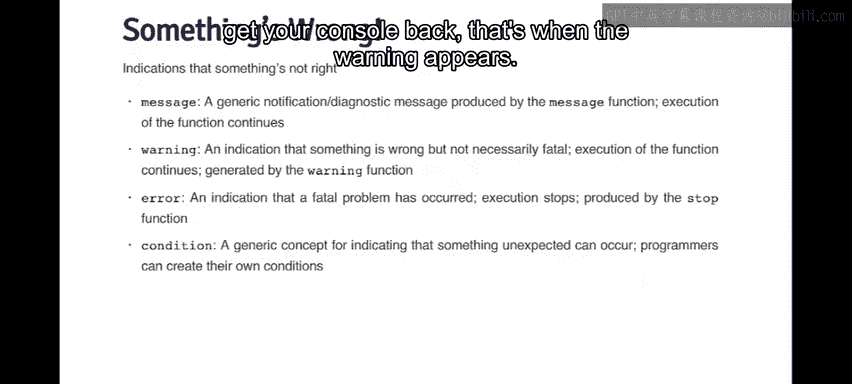 Something's Wrong!
get your console back, that's when the
warning appears.
Indications that something's not right
· message: A generic notification/diagnostic message produced by the message function; execution
of the function continues
· warning: An indication that something is wrong but not necessarily fatal; execution of the function
continues; generated by the warning function
· error: An indication that a fatal problem has occurred; execution stops; produced by the stop
function
· condition: A generic concept for indicating that something unexpected can occur; programmers
can create their own conditions